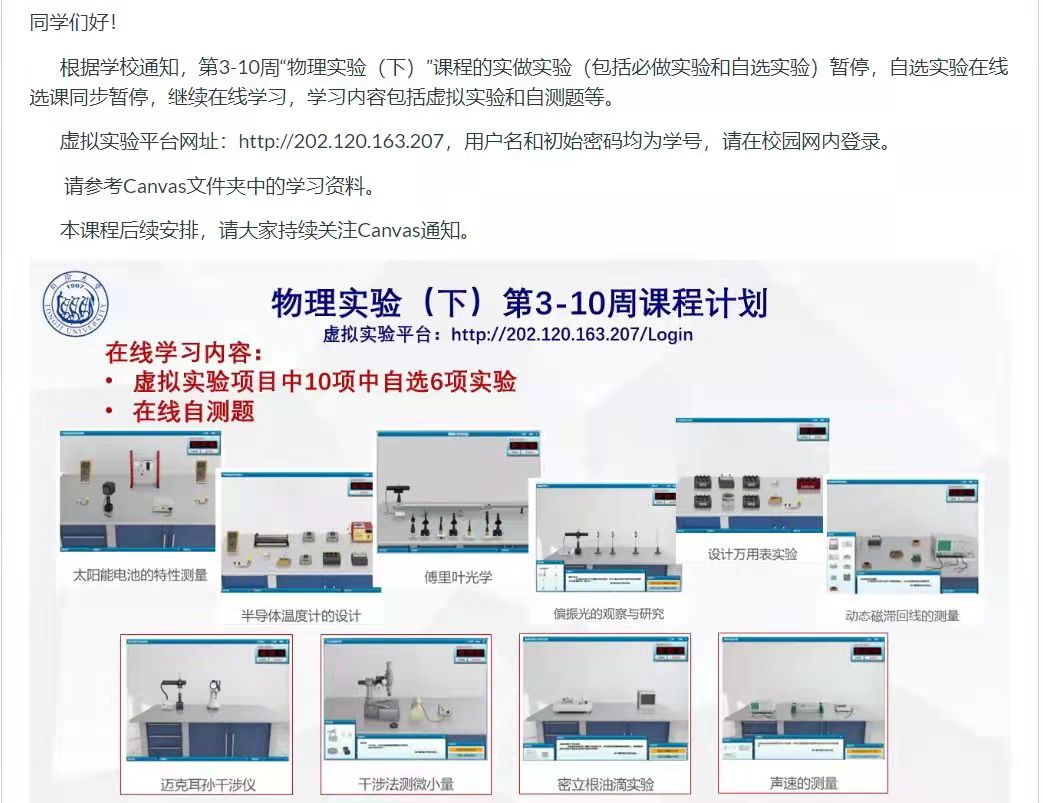 同学们好！
根据学校通知，第3-10周“物理实验（下）”课程的实做实验（包括必做实验和自选实验）暂停，自选实验在线
选课同步暂停，继续在线学习，学习内容包括虚拟实验和自测题等。
虚拟实验平台网址：http://202.120.163.207，用户名和初始密码均为学号，请在校园网内登录。
请参考Canvas文件夹中的学习资料。
本课程后续安排，请大家持续关注Canvas通知。
1907
TONGJI UNIVERSITY
物理实验（下）第3-10周课程计划
虚拟实验平台：http://202.120.163.207/Login
在线学习内容：
• 虚拟实验项目中10项中自选6项实验
• 在线自测题
太阳能电池的特性测量
半导体温度计的设计
傅里叶光学
偏振光的观察与研究
设计万用表实验
动态磁滞回线的测量
迈克耳孙干涉仪
干涉法测微小量
密立根油滴实验
声速的测量